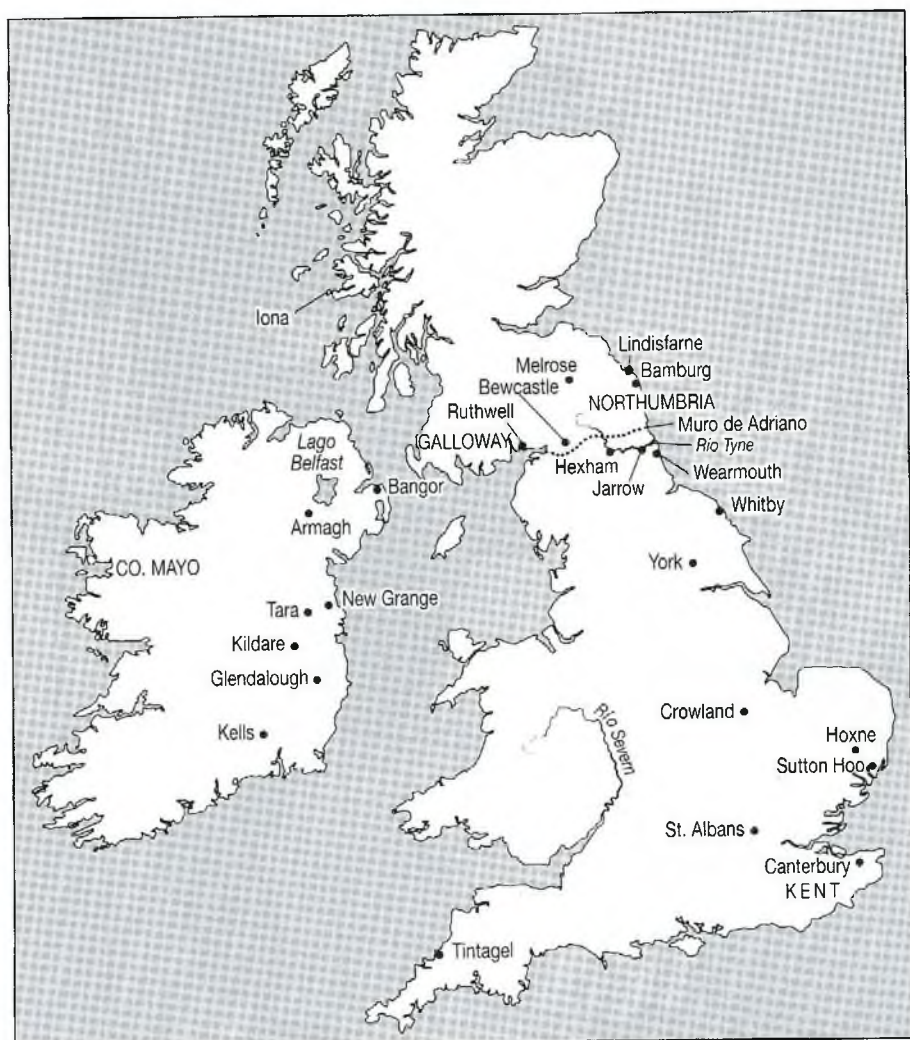 Iona
Lindisfarne
Melrose
Bamburg
Bewcastle
NORTHUMBRIA
Ruthwell
Muro de Adriano
GALLOWAY
Río Tyne
Lago
Belfast
Hexham
Wearmouth
Jarrow
Bangor
Whitby
Armagh
CO. MAYO
York
New Grange
Tara
Kildare
Glendalough
Crowland
Kells
Río Severn
Hoxne
Sutton Hoo
St. Albans
Canterbury
KENT
Tintagel